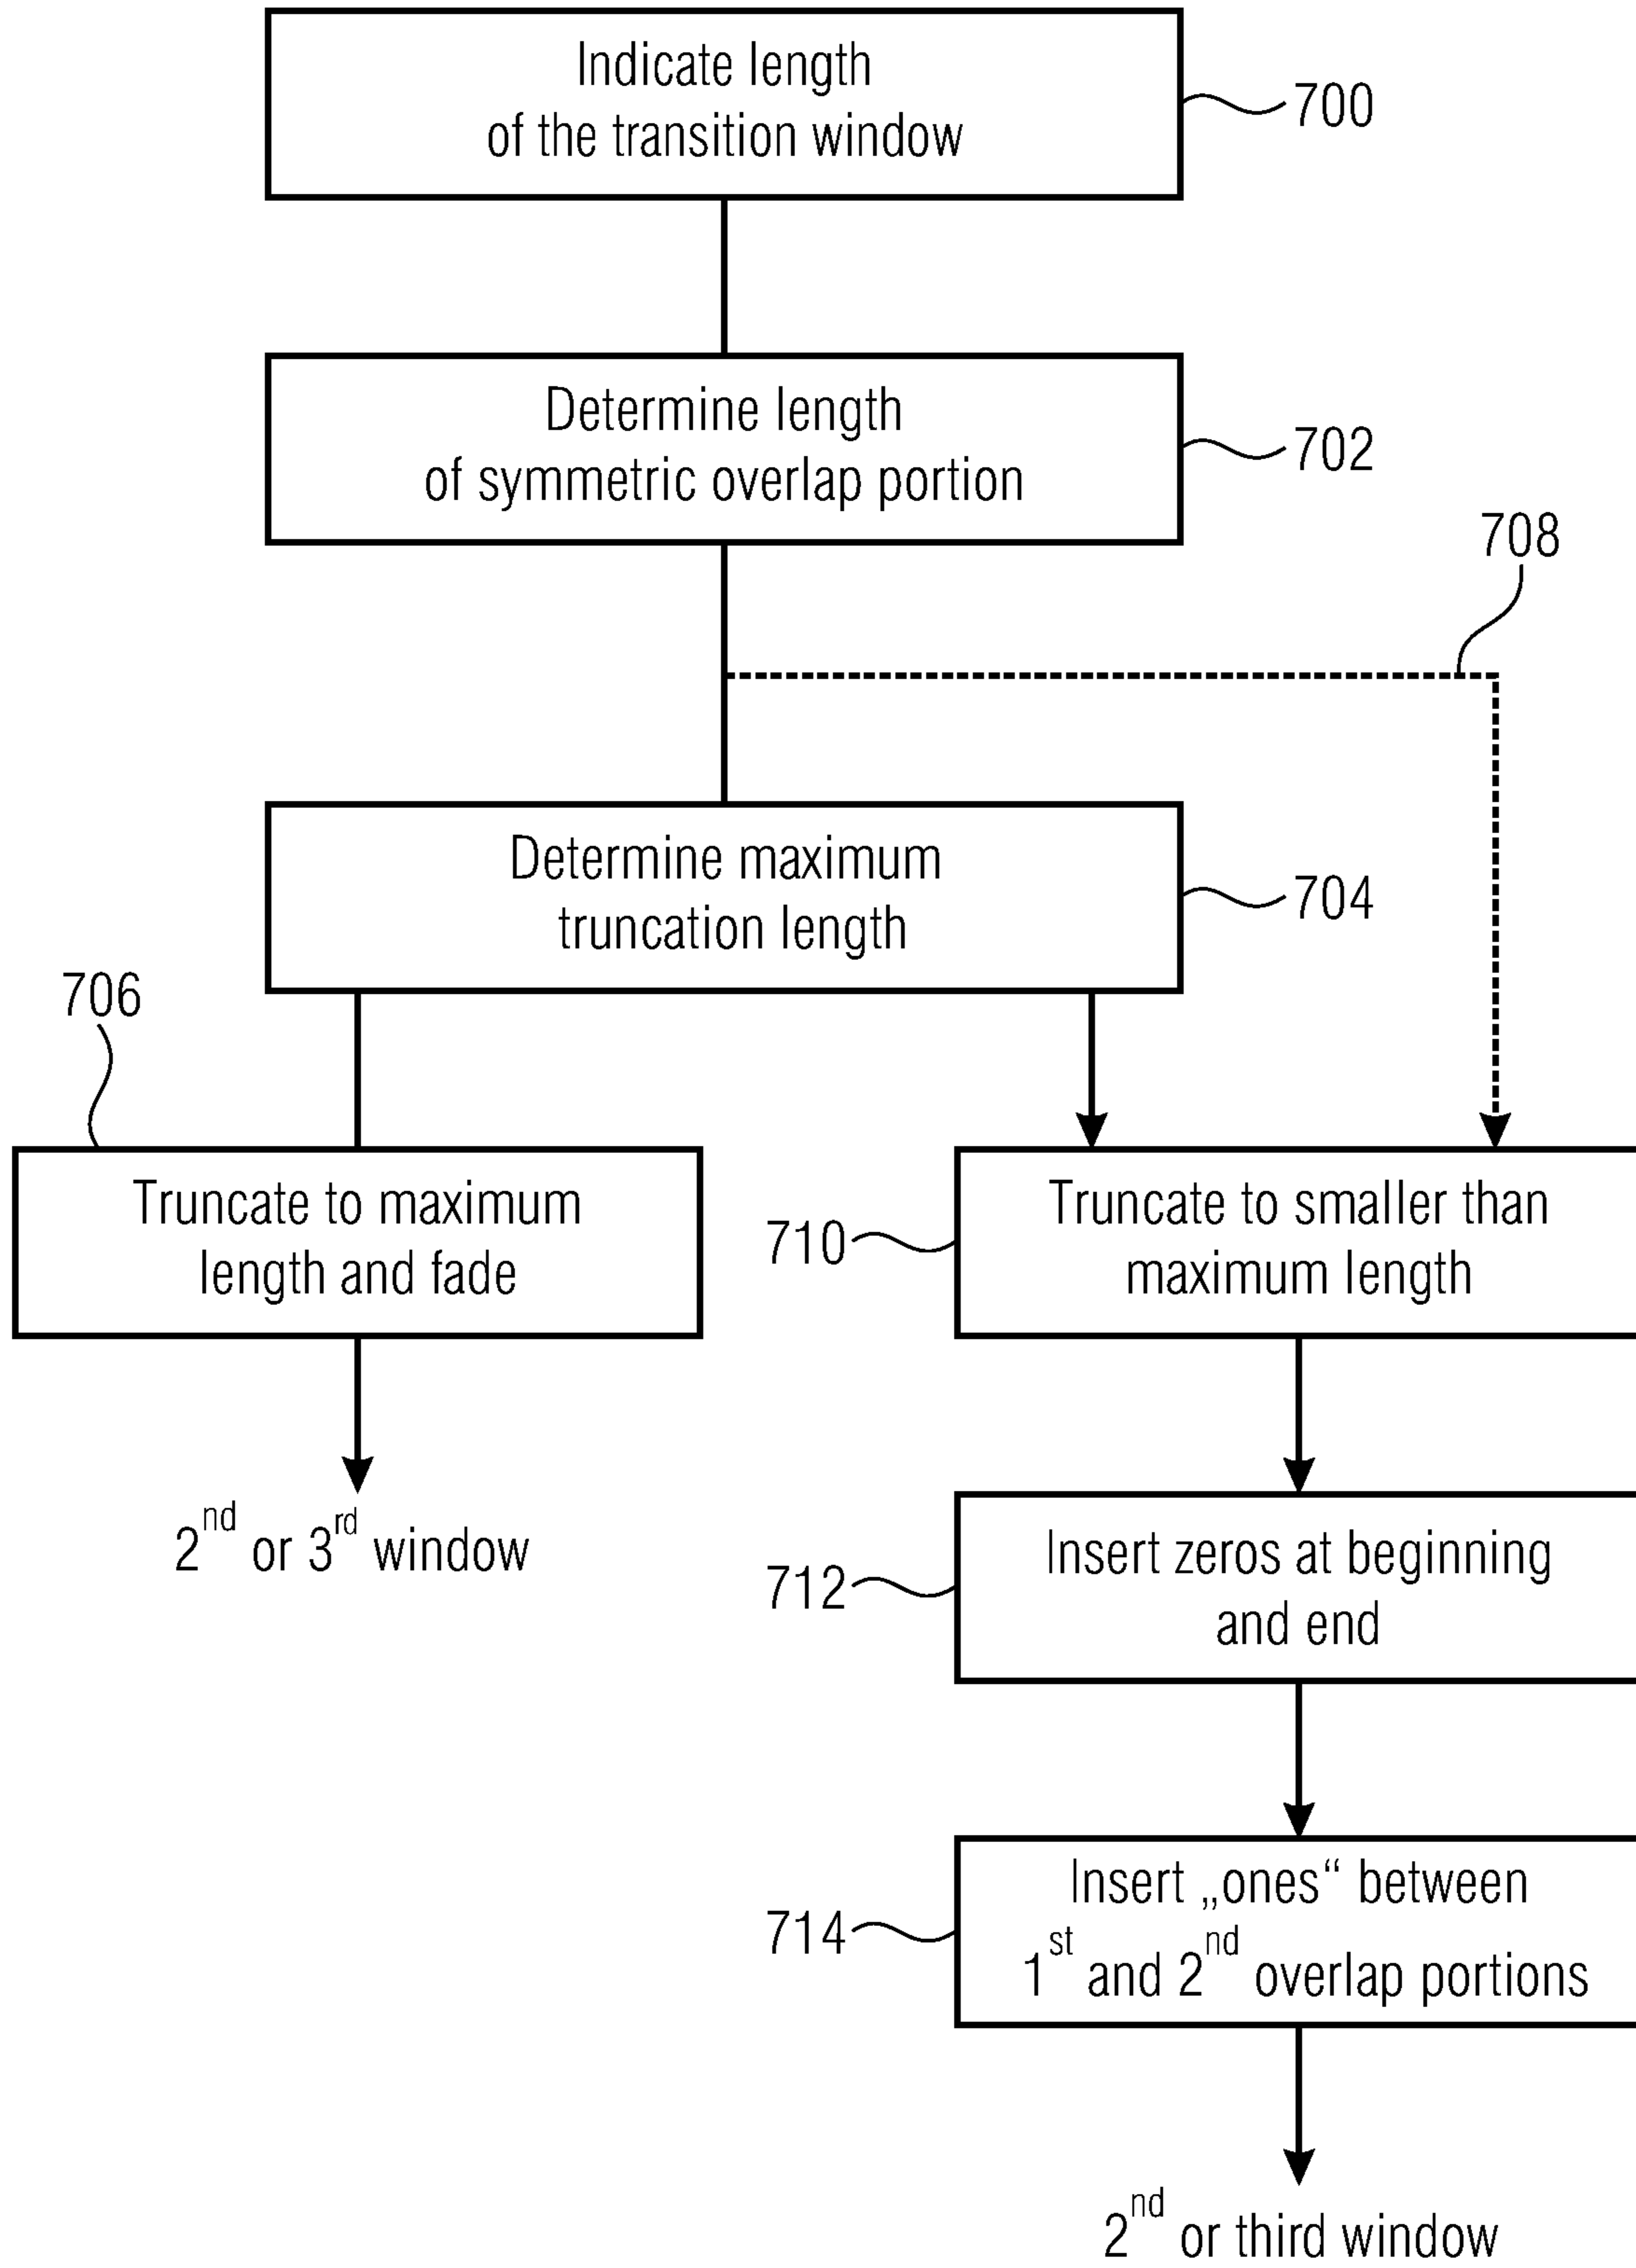 Indicate length
of the transition window
700
Determine length
of symmetric overlap portion
702
708
Determine maximum
truncation length
704
706
Truncate to maximum
length and fade
710
Truncate to smaller than
maximum length
2nd or 3rd window
712
Insert zeros at beginning
and end
714
Insert „ones“ between
1st and 2nd overlap portions
2nd or third window